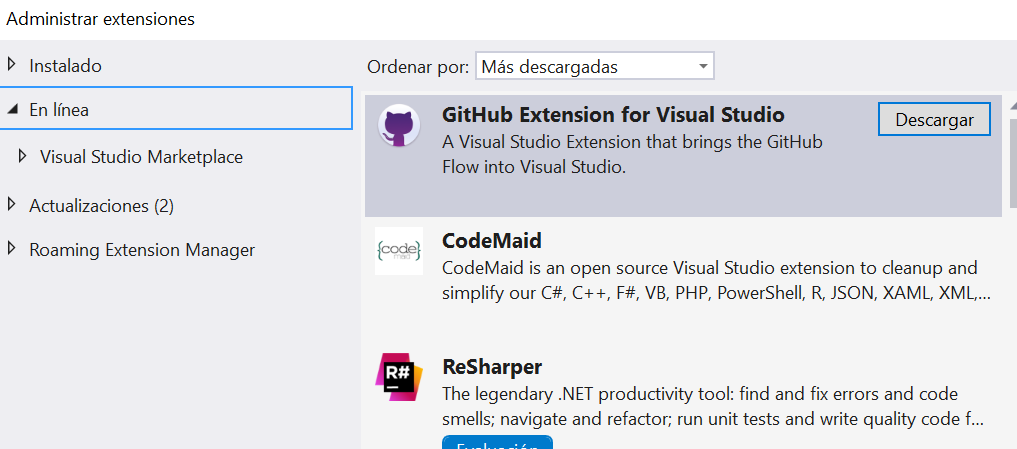 Administrar extensiones
Instalado
En línea
Visual Studio Marketplace
Actualizaciones (2)
Roaming Extension Manager
Ordenar por: Más descargadas
GitHub Extension for Visual Studio
Descargar
A Visual Studio Extension that brings the GitHub
Flow into Visual Studio.
{code}
maid
CodeMaid
CodeMaid is an open source Visual Studio extension to cleanup and
simplify our C#, C++, F#, VB, PHP, PowerShell, R, JSON, XAML, XML,...
R#
ReSharper
The legendary .NET productivity tool: find and fix errors and code
smells; navigate and refactor; run unit tests and write quality code f...
Evaluación